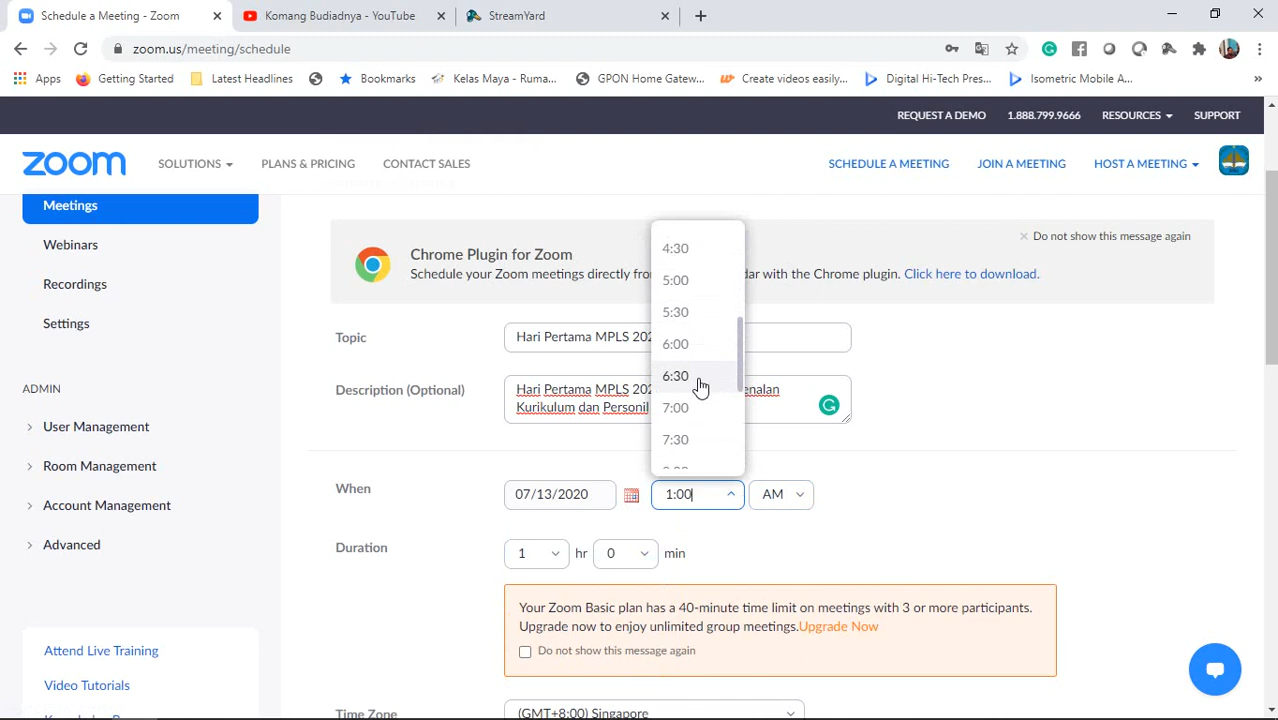 Schedule a Meeting - Zoom
Komang Budiadnya - YouTube
StreamYard
zoom.us/meeting/schedule
Apps
Getting Started
Latest Headlines
Bookmarks
Kelas Maya - Ruma...
GPON Home Gatew...
Create videos easily...
Digital Hi-Tech Pres...
Isometric Mobile A...
REQUEST A DEMO
1.888.799.9666
RESOURCES
SUPPORT
zoom
SOLUTIONS
PLANS & PRICING
CONTACT SALES
SCHEDULE A MEETING
JOIN A MEETING
HOST A MEETING
Meetings
Webinars
Recordings
Settings
ADMIN
User Management
Room Management
Account Management
Advanced
Attend Live Training
Video Tutorials
Do not show this message again
Chrome Plugin for Zoom
Schedule your Zoom meetings directly fro
dar with the Chrome plugin. Click here to download.
Topic
Hari Pertama MPLS 202
Description (Optional)
Hari Pertama MPLS 202
enalan
Kurikulum dan Personil
4:30
5:00
5:30
6:00
6:30
7:00
7:30
When
07/13/2020
1:00
AM
Duration
1
hr
0
min
Your Zoom Basic plan has a 40-minute time limit on meetings with 3 or more participants.
Upgrade now to enjoy unlimited group meetings.Upgrade Now
Do not show this message again
Time Zone
(GMT+8:00) Singapore